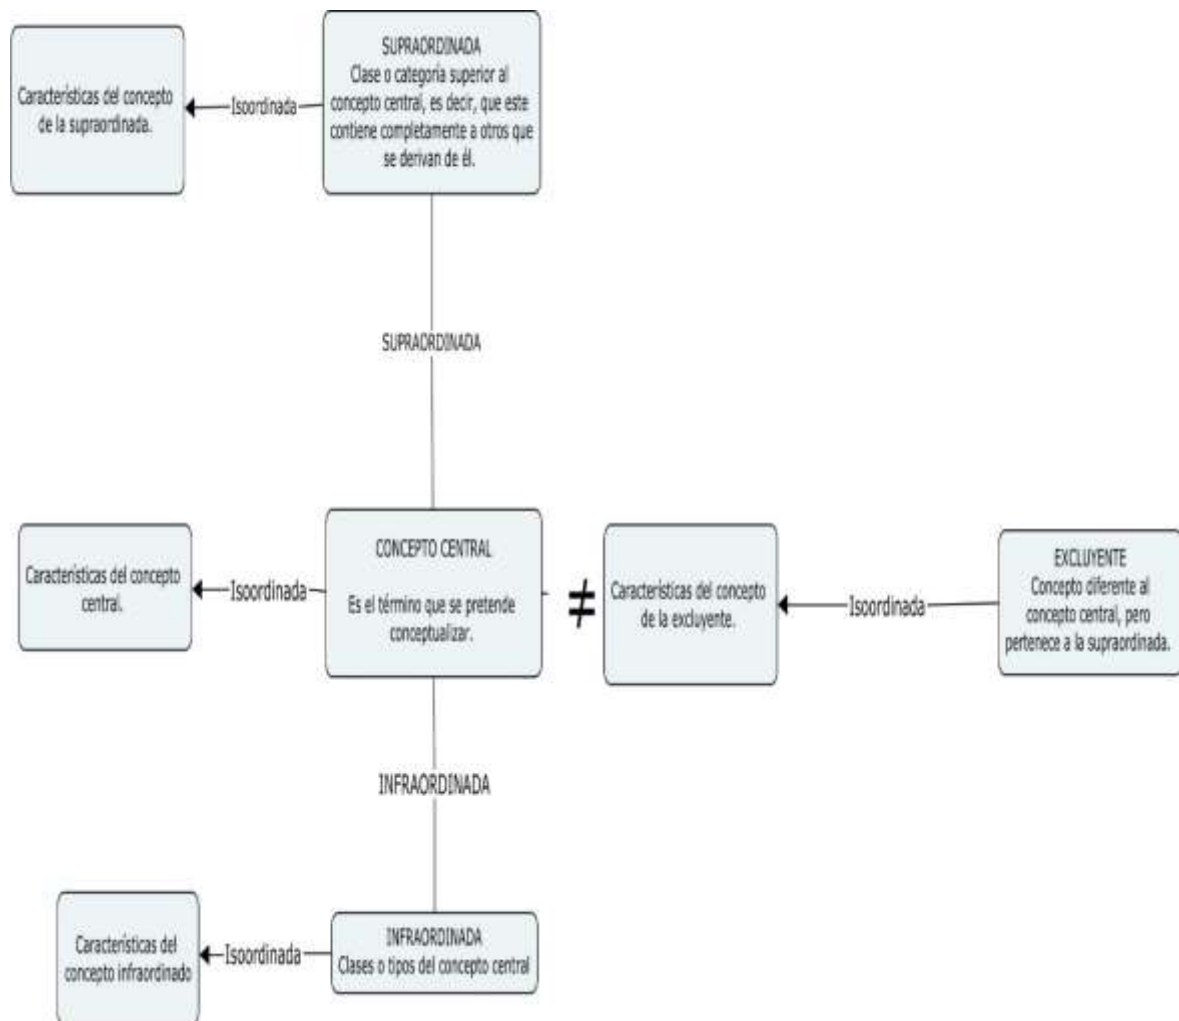 SUPRAORDINADA
Clase o categoría superior al
concepto central, es decir, que este
contiene completamente a otros que
se derivan de él.
Isoordinada
Características del concepto
de la supraordinada.
SUPRAORDINADA
CONCEPTO CENTRAL
Es el término que se pretende
conceptualizar.
Isoordinada
Características del concepto
central.
≠
Características del concepto
de la excluyente.
Isoordinada
EXCLUYENTE
Concepto diferente al
concepto central, pero
pertenece a la supraordinada.
INFRAORDINADA
INFRAORDINADA
Clases o tipos del concepto central
Isoordinada
Características del
concepto infraordinado